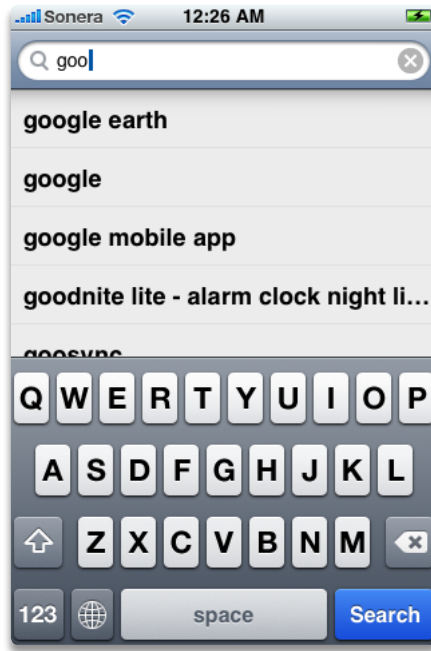 Sonera 12:26 AM
goo
google earth
google
google mobile app
goodnite lite - alarm clock night li...
goosync
Q W E R T Y U I O P
A S D F G H J K L
Z X C V B N M
123 space Search